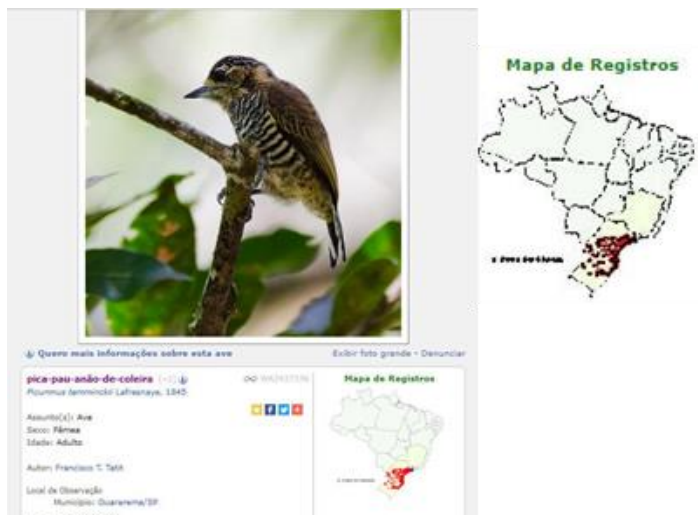 Mapa de Registros
Quero mais informações sobre esta ave
Exibir foto grande - Denunciar
pica-pau-anão-de-coleira
Picumnus temminckii Lafresnaye, 1845
Assunto(s): Ave
Sexo: Fêmea
Idade: Adulto
Autor: Francisco T. Tatit
Local de Observação
Município: Guararema/SP
Mapa de Registros